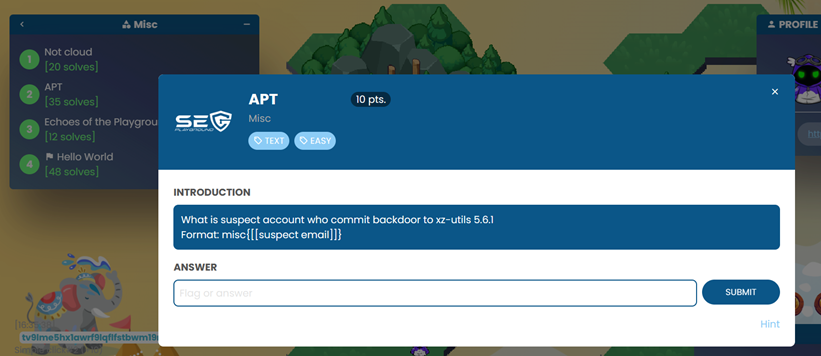 Misc
1 Not cloud
[20 solves]
2 APT
[35 solves]
3 Echoes of the Playgroun
[12 solves]
4 Hello World
[48 solves]
PROFILE
SEC
PLAYGROUND
APT
10 pts.
Misc
TEXT
EASY
INTRODUCTION
What is suspect account who commit backdoor to xz-utils 5.6.1
Format: misc{[[suspect email]]}
ANSWER
Flag or answer
SUBMIT
Hint